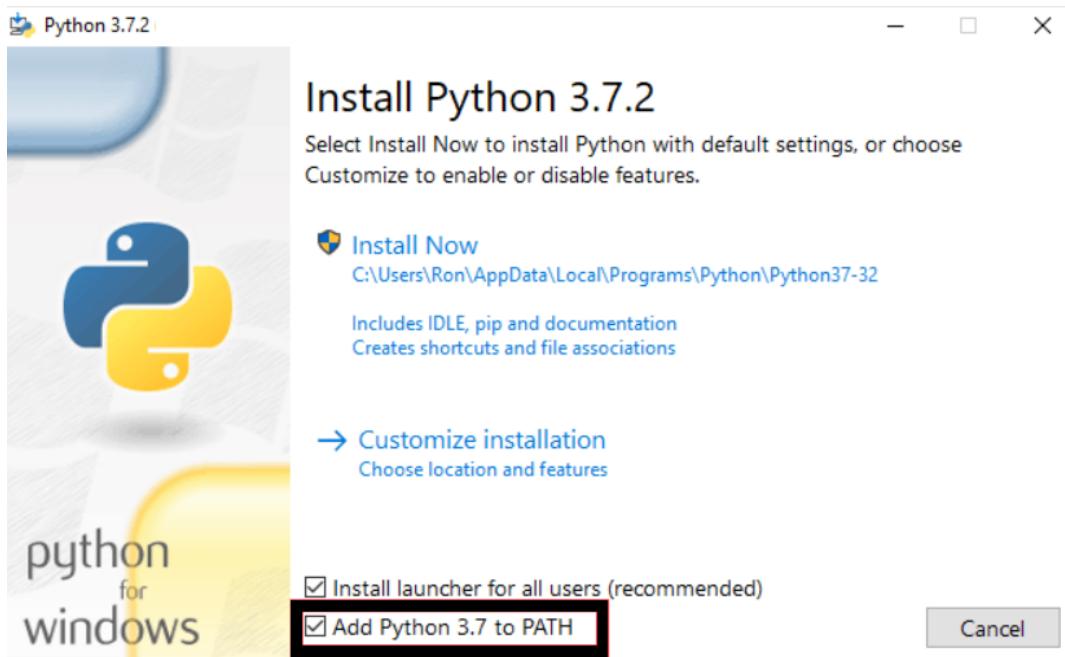 Python 3.7.2
Install Python 3.7.2
Select Install Now to install Python with default settings, or choose
Customize to enable or disable features.
Install Now
C:\Users\Ron\AppData\Local\Programs\Python\Python37-32
Includes IDLE, pip and documentation
Creates shortcuts and file associations
Customize installation
Choose location and features
python
for
windows
Install launcher for all users (recommended)
Add Python 3.7 to PATH
Cancel